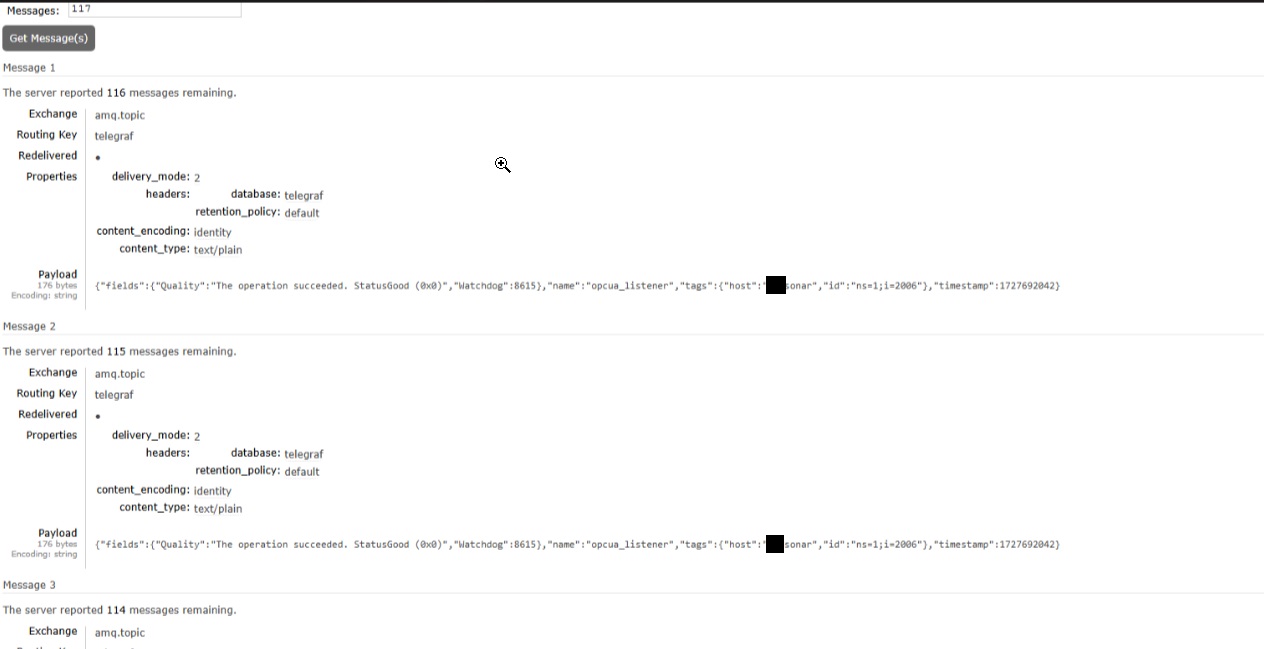 Messages: 117
Get Message(s)
Message 1
The server reported 116 messages remaining.
Exchange amq.topic
Routing Key telegraf
Redelivered •
Properties delivery_mode: 2
headers: database: telegraf
retention_policy: default
content_encoding: identity
content_type: text/plain
Payload
176 bytes
Encoding: string
{"fields":{"Quality":"The operation succeeded. StatusGood (0x0)","Watchdog":8615},"name":"opcua_listener","tags":{"host":" sonar","id":"ns=1;i=2006"},"timestamp":1727692042}
Message 2
The server reported 115 messages remaining.
Exchange amq.topic
Routing Key telegraf
Redelivered •
Properties delivery_mode: 2
headers: database: telegraf
retention_policy: default
content_encoding: identity
content_type: text/plain
Payload
176 bytes
Encoding: string
{"fields":{"Quality":"The operation succeeded. StatusGood (0x0)","Watchdog":8615},"name":"opcua_listener","tags":{"host":" sonar","id":"ns=1;i=2006"},"timestamp":1727692042}
Message 3
The server reported 114 messages remaining.
Exchange amq.topic